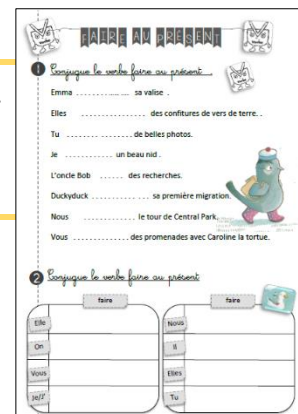 FAIRE AU PRÉSENT
1 Conjugue le verbe faire au présent .
Emma ................ sa valise .
Elles ................ des confitures de vers de terre. .
Tu ................ de belles photos.
Je ............ un beau nid .
L'oncle Bob ...... des recherches.
Duckyduck ............... sa première migration.
Nous ............. le tour de Central Park.
Vous .............. des promenades avec Caroline la tortue.
2 Conjugue le verbe faire au présent
faire
faire
Elle
Nous
On
Il
Vous
Elles
Je/J'
Tu